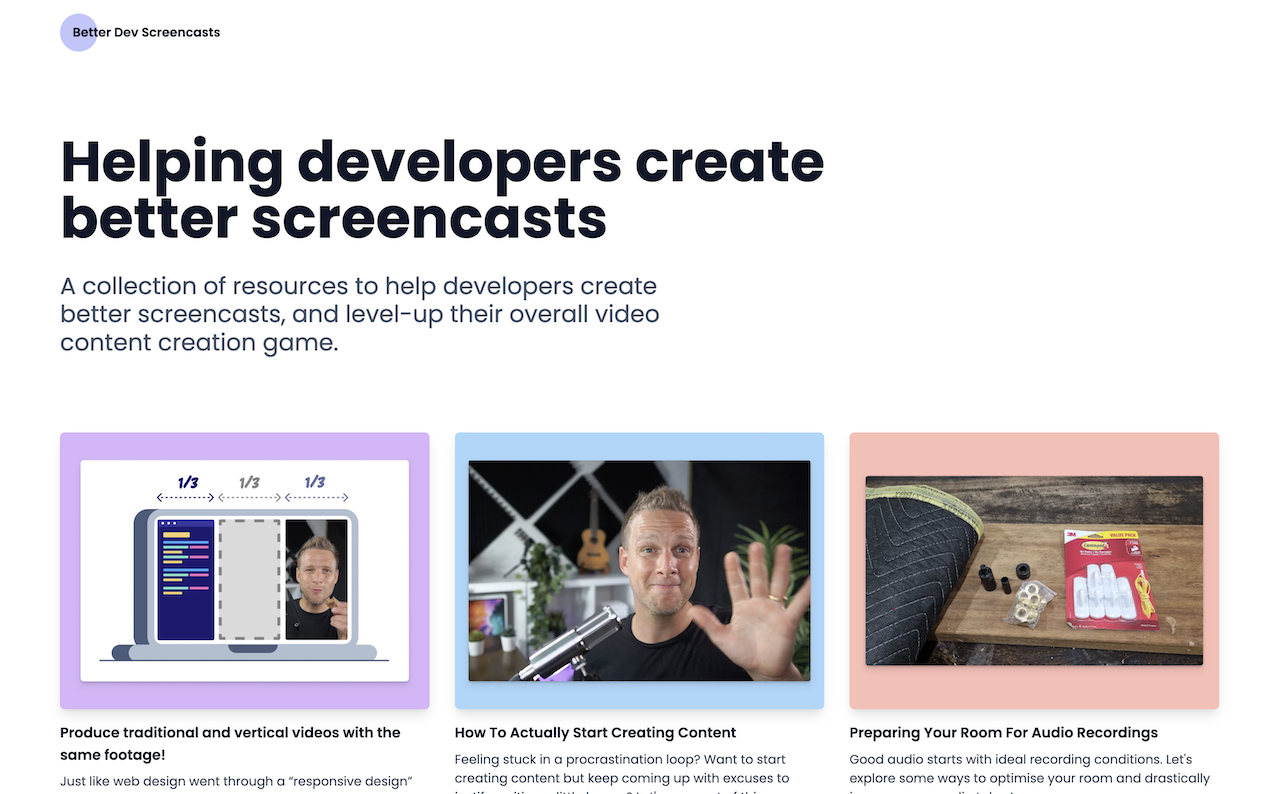 Better Dev Screencasts
Helping developers create
better screencasts
A collection of resources to help developers create
better screencasts, and level-up their overall video
content creation game.
1/3 1/3 1/3
3M
VALUE PACK
Command
Produce traditional and vertical videos with the
same footage!
Just like web design went through a “responsive design”
How To Actually Start Creating Content
Feeling stuck in a procrastination loop? Want to start
creating content but keep coming up with excuses to
Preparing Your Room For Audio Recordings
Good audio starts with ideal recording conditions. Let's
explore some ways to optimise your room and drastically